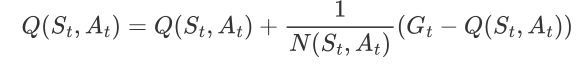 Q(S_t, A_t) = Q(S_t, A_t) + \frac{1}{N(S_t, A_t)}(G_t − Q(S_t, A_t))